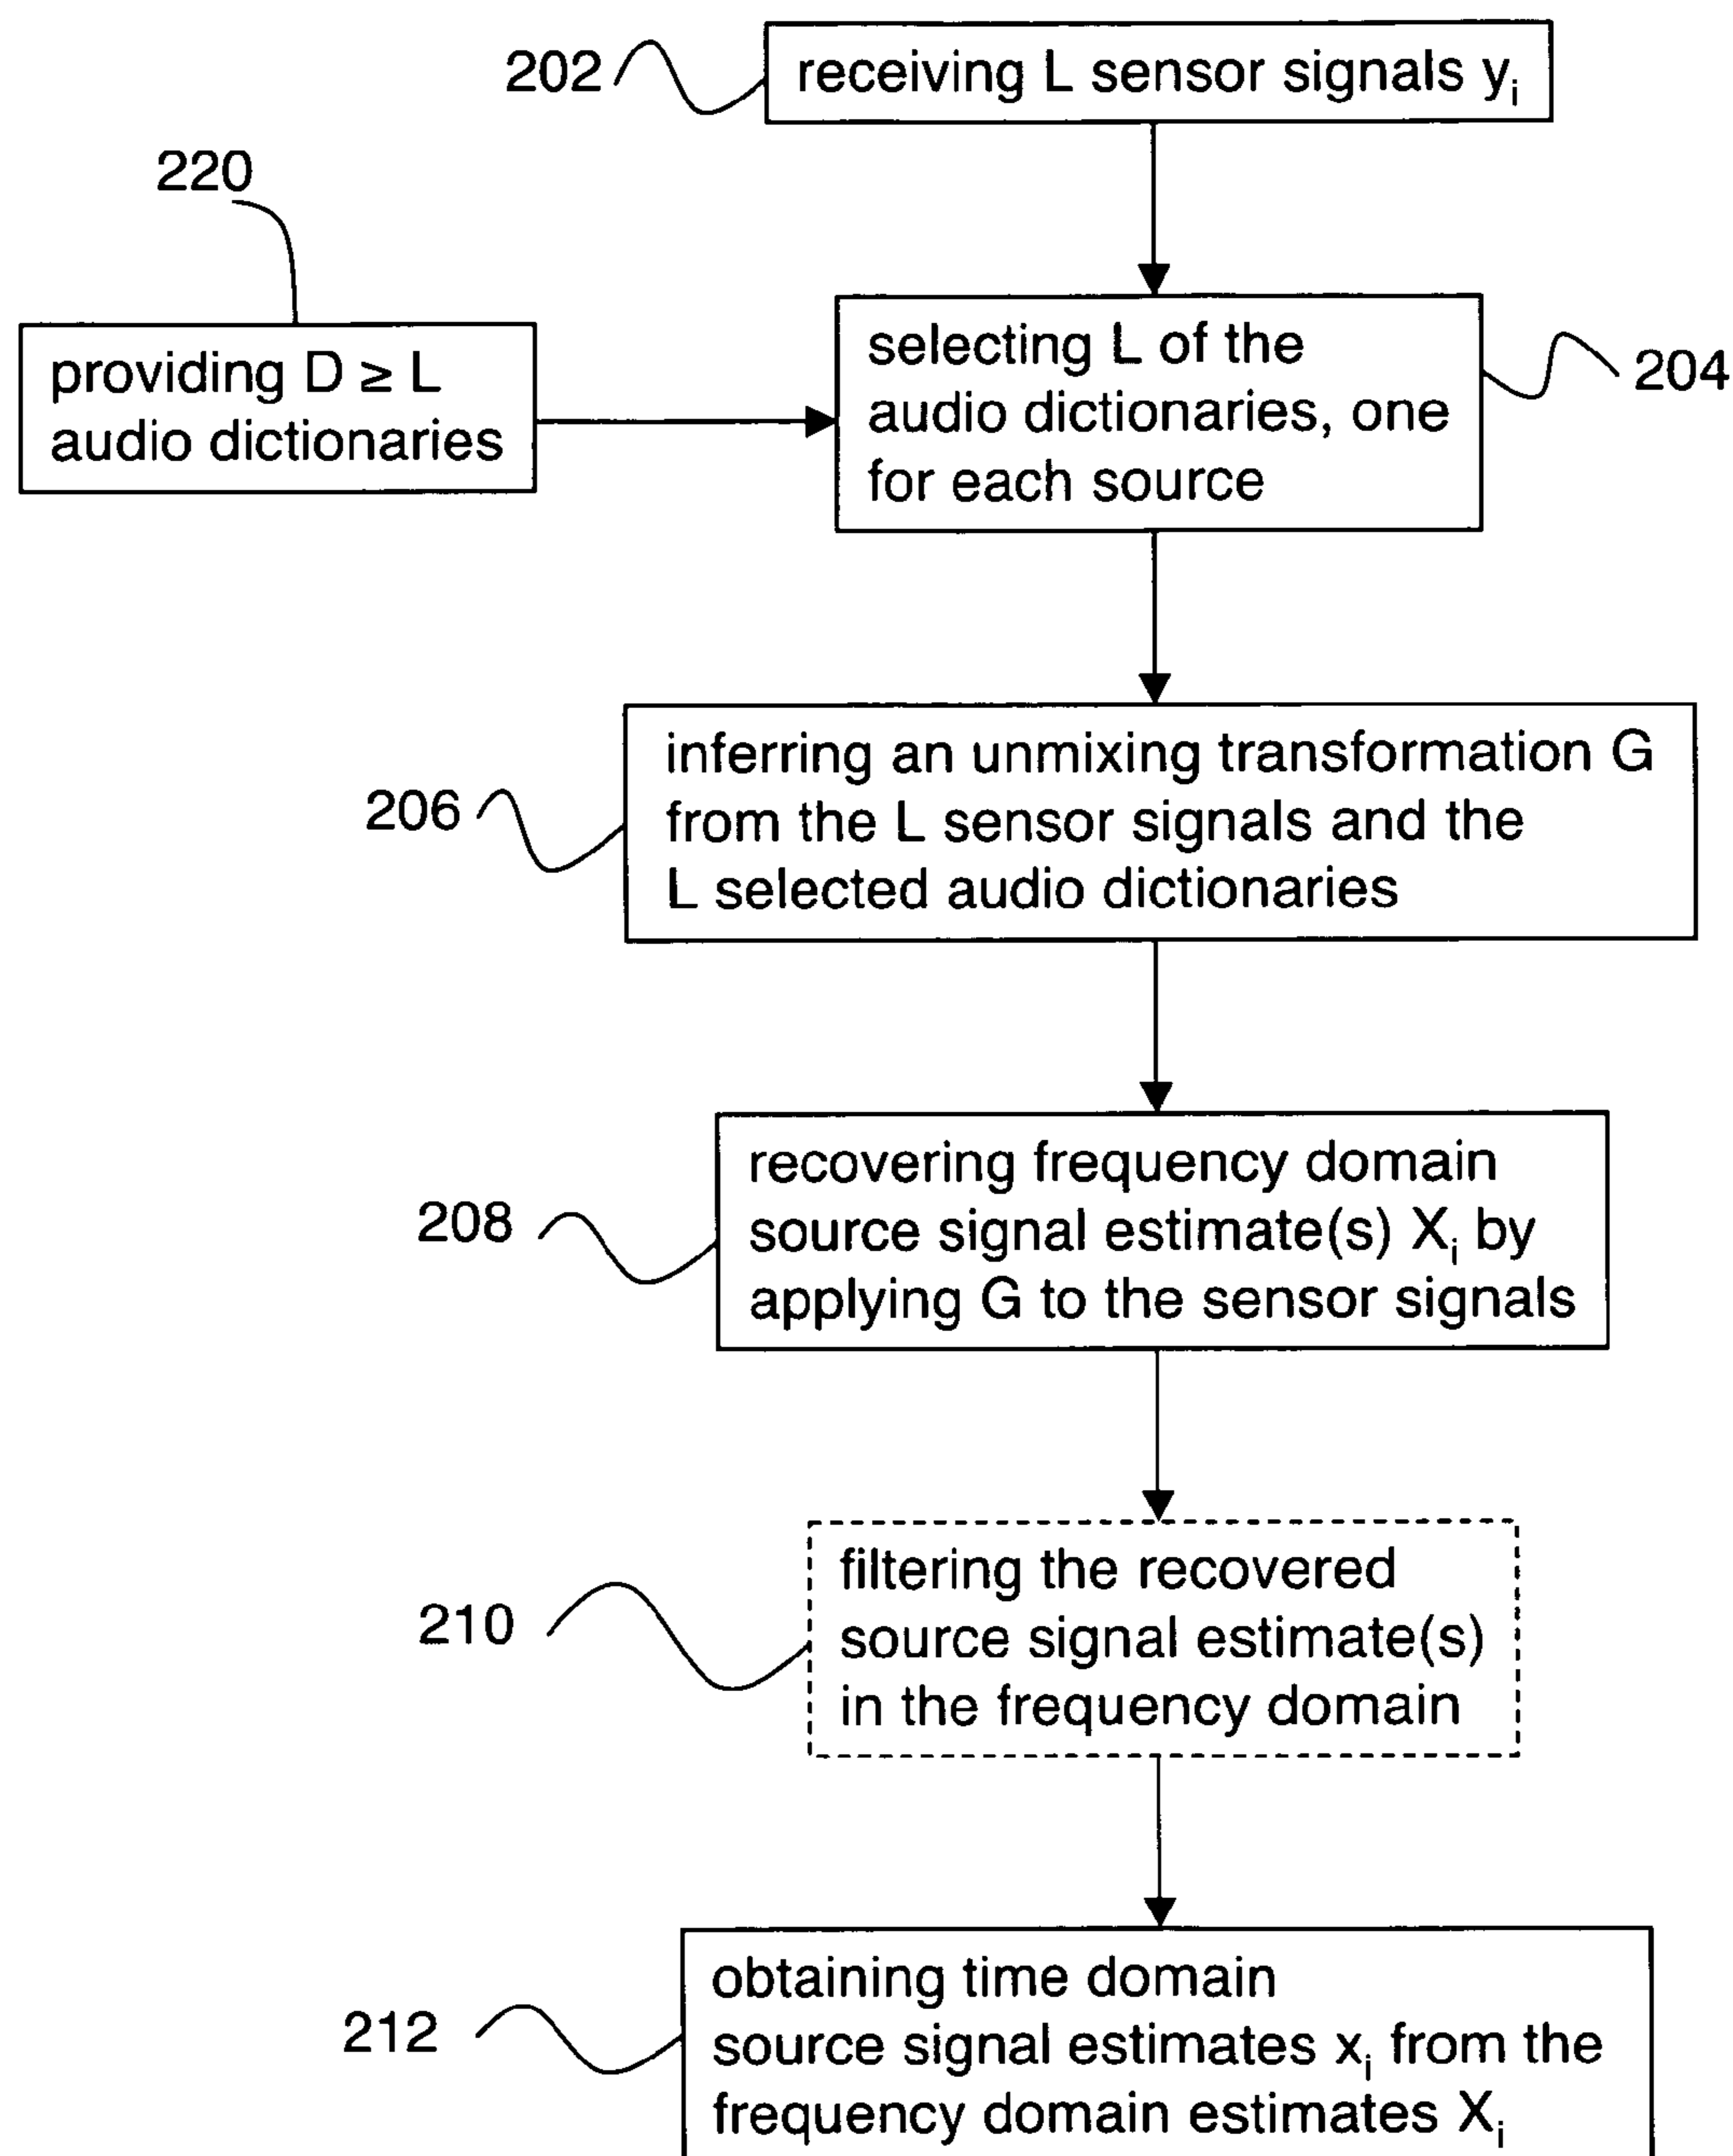 202
receiving L sensor signals yᵢ
220
providing D ≥ L
audio dictionaries
selecting L of the
audio dictionaries, one
for each source
204
206
inferring an unmixing transformation G
from the L sensor signals and the
L selected audio dictionaries
208
recovering frequency domain
source signal estimate(s) Xᵢ by
applying G to the sensor signals
210
filtering the recovered
source signal estimate(s)
in the frequency domain
212
obtaining time domain
source signal estimates xᵢ from the
frequency domain estimates Xᵢ